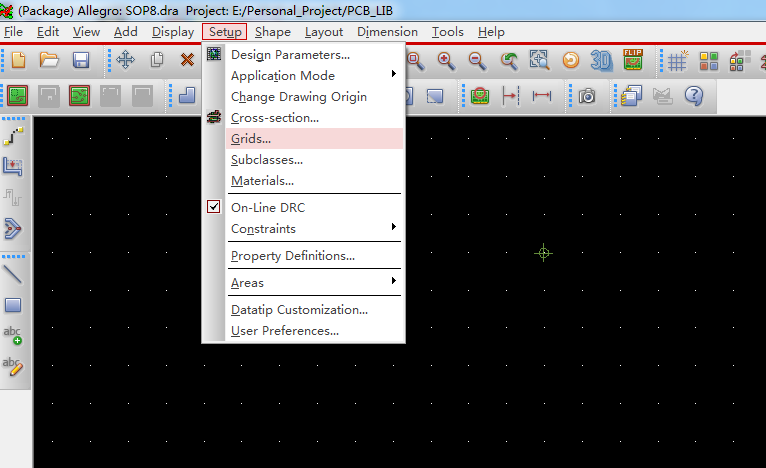 (Package) Allegro: SOP8.dra Project: E:/Personal_Project/PCB_LIB
File Edit View Add Display Setup Shape Layout Dimension Tools Help
Design Parameters...
Application Mode
Change Drawing Origin
Cross-section...
Grids...
Subclasses...
Materials...
On-Line DRC
Constraints
Property Definitions...
Areas
Datatip Customization...
User Preferences...
3D
FLIP
abc
abc